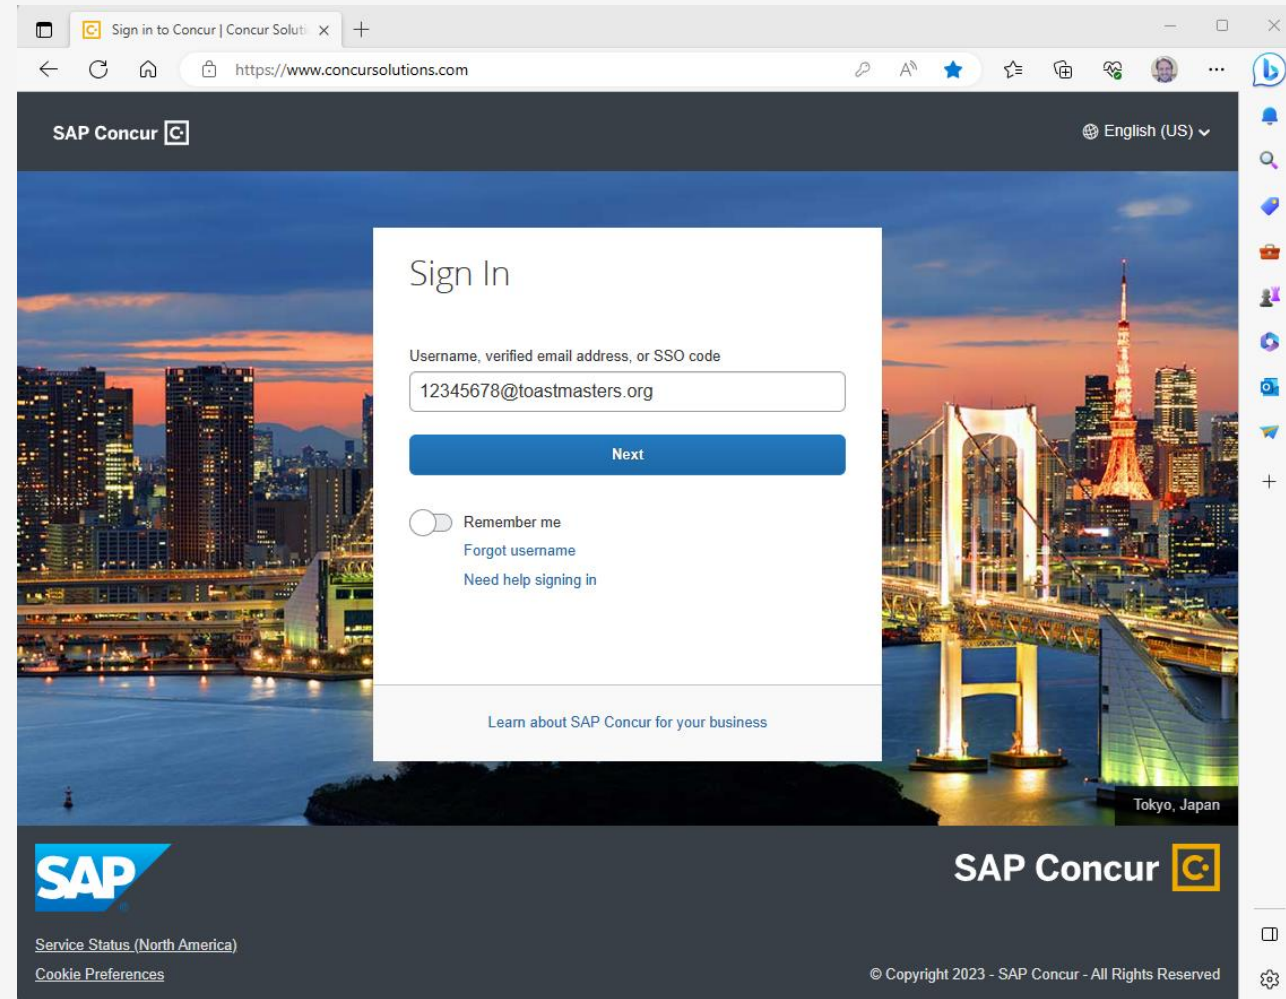 Sign in to Concur | Concur Soluti
https://www.concursolutions.com
SAP Concur C
English (US)
Sign In
Username, verified email address, or SSO code
12345678@toastmasters.org
Next
Remember me
Forgot username
Need help signing in
Learn about SAP Concur for your business
Tokyo, Japan
SAP
SAP Concur C
Service Status (North America)
Cookie Preferences
© Copyright 2023 - SAP Concur - All Rights Reserved